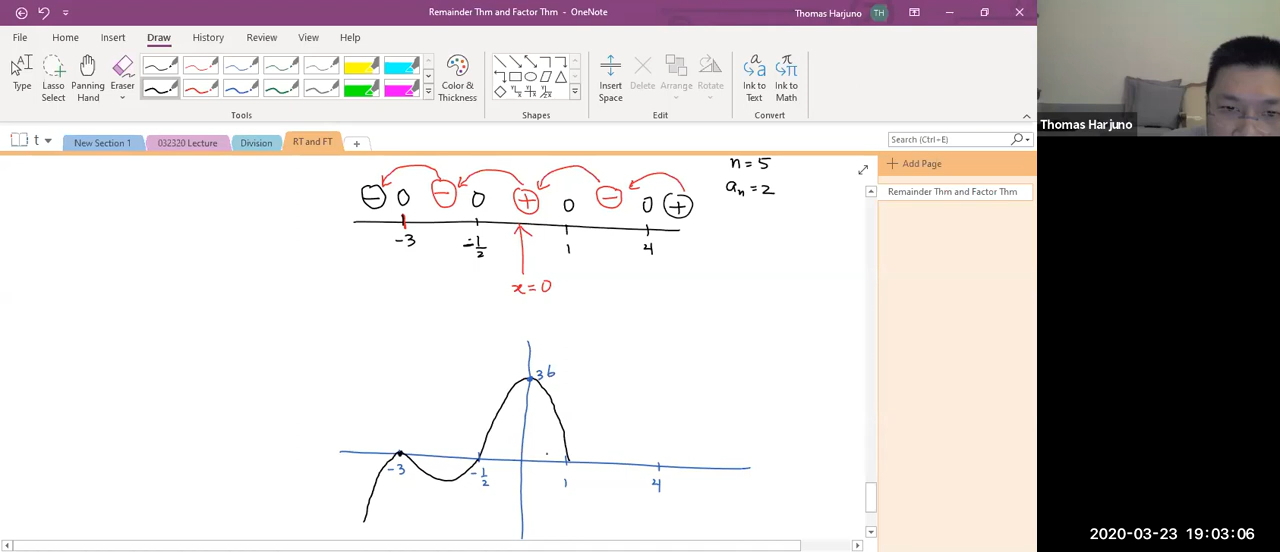 Remainder Thm and Factor Thm - OneNote
Thomas Harjuno TH
File Home Insert Draw History Review View Help
Type
Lasso Select
Panning Hand
Eraser
Color & Thickness
Insert Space
Delete
Arrange
Rotate
Ink to Text
Ink to Math
Tools
Shapes
Edit
Convert
t
New Section 1
032320 Lecture
Division
RT and FT
Search (Ctrl+E)
Add Page
Remainder Thm and Factor Thm
Thomas Harjuno
n = 5
aₙ = 2
- 0 - 0 + 0 - 0 +
-3 -1/2 1 4
x = 0
36
-3 -1/2 1 4
2020-03-23 19:03:06